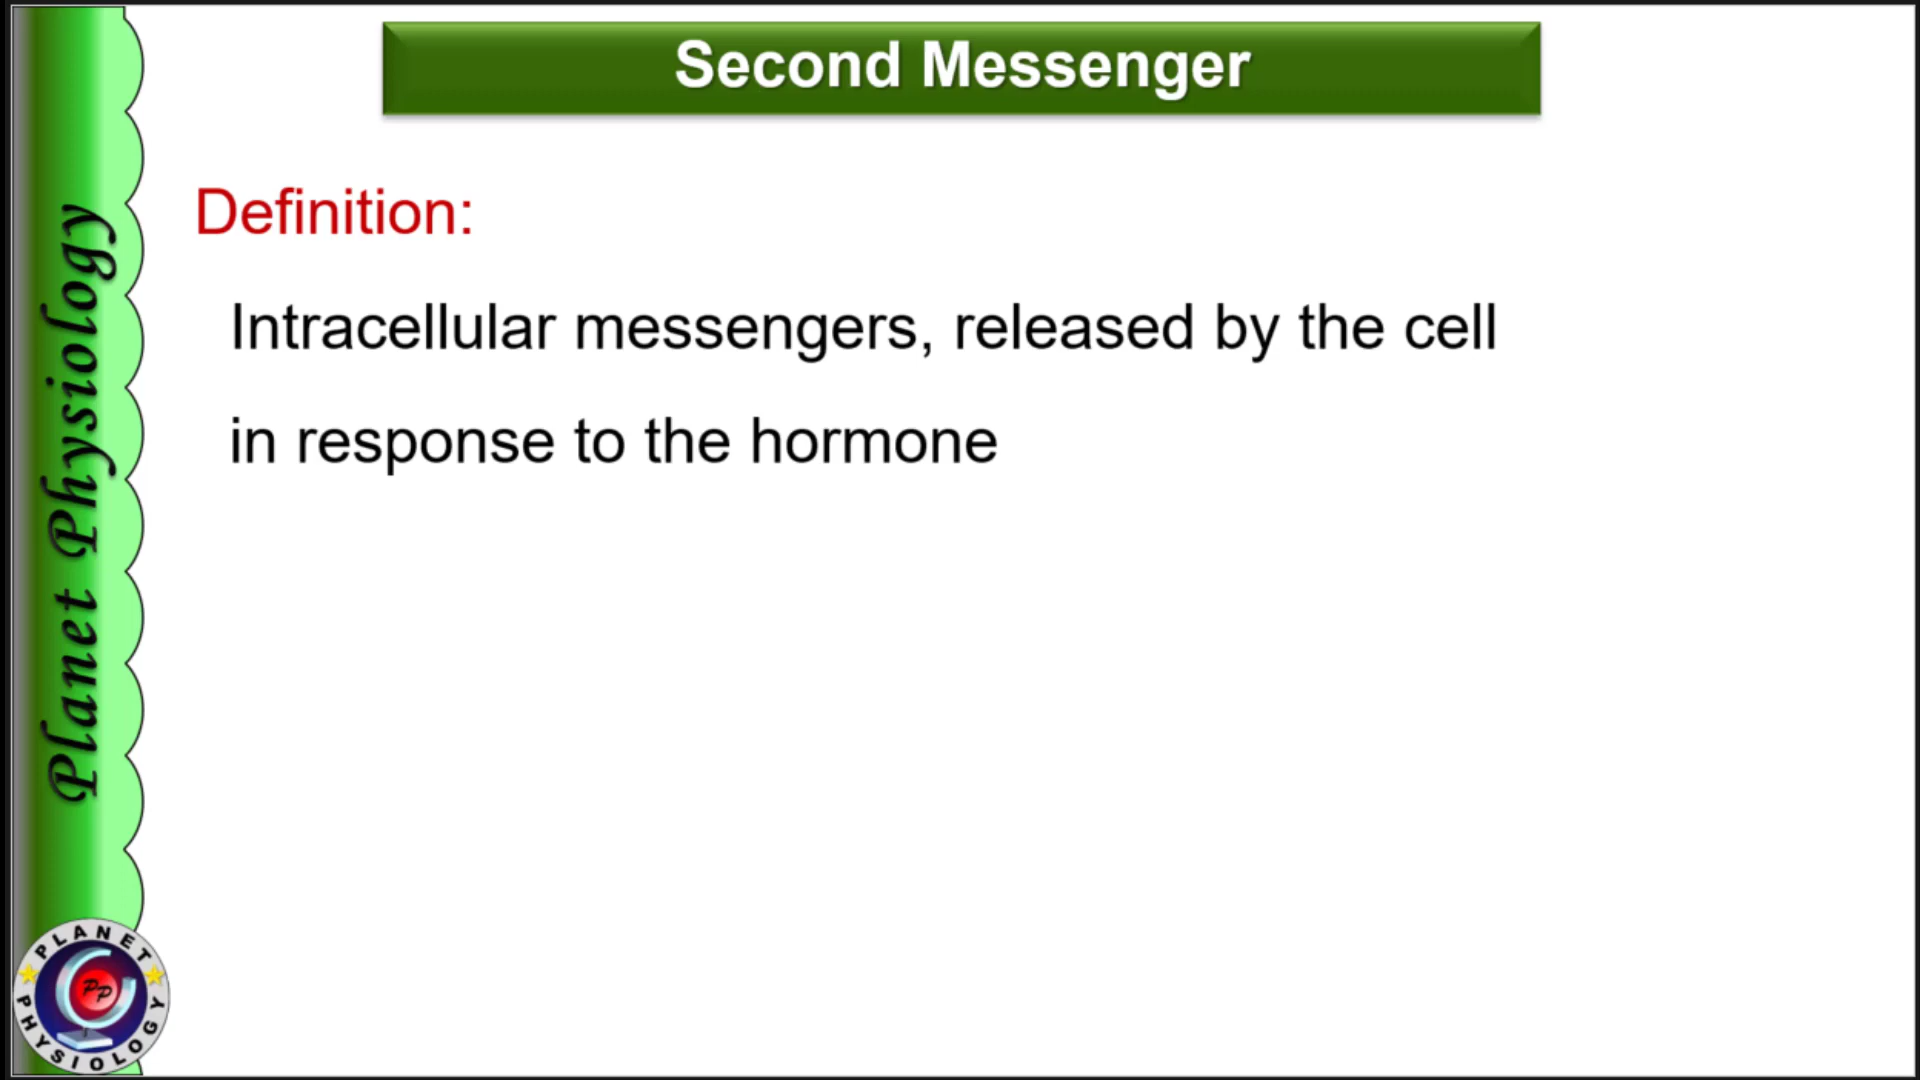 Second Messenger
Definition:
Intracellular messengers, released by the cell
in response to the hormone
Planet Physiology
PLANET
PP
PHYSIOLOGY